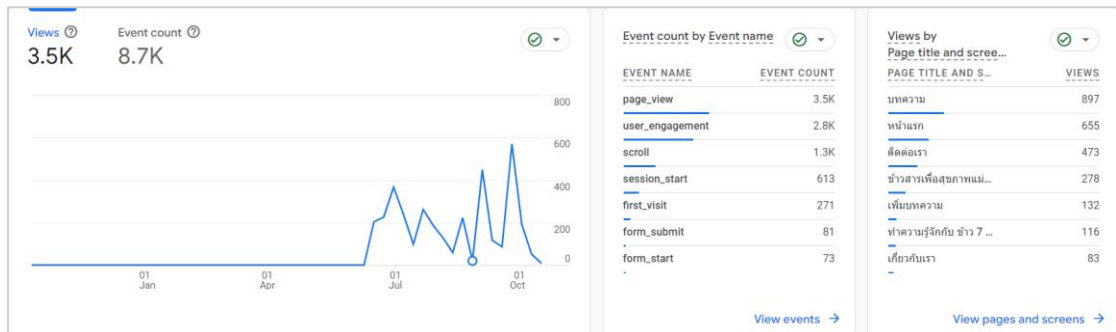 Views
Event count
3.5K
8.7K
800
600
400
200
0
01
Jan
01
Apr
01
Jul
01
Oct
Event count by Event name
EVENT NAME
EVENT COUNT
page_view
3.5K
user_engagement
2.8K
scroll
1.3K
session_start
613
first_visit
271
form_submit
81
form_start
73
View events →
Views by
Page title and scree...
PAGE TITLE AND S...
VIEWS
บทความ
897
หน้าแรก
655
ติดต่อเรา
473
ข่าวสารเพื่อสุขภาพแม่...
278
เพิ่มบทความ
132
ทำความรู้จักกับ ข้าว 7 ...
116
เกี่ยวกับเรา
83
View pages and screens →